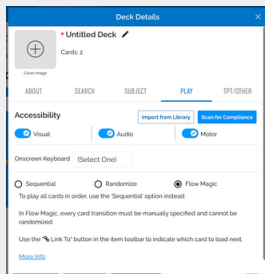 Deck Details
* Untitled Deck
Cards: 2
Cover Image
ABOUT SEARCH SUBJECT PLAY TPT/OTHER
Accessibility Import from Library Scan for Compliance
Visual Audio Motor
Onscreen Keyboard (Select One)
Sequential Randomize Flow Magic
To play all cards in order, use the 'Sequential' option instead.
In Flow Magic, every card transition must be manually specified and cannot be
randomized.
Use the "Link To" button in the item toolbar to indicate which card to load next.
More info